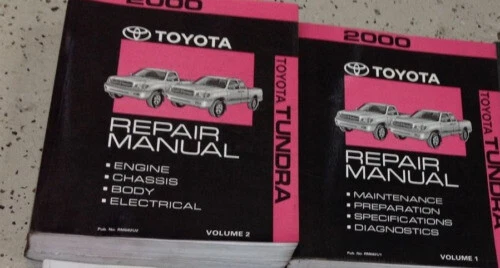 2000
TOYOTA
TOYOTA TUNDRA
REPAIR
MANUAL
▪ ENGINE
▪ CHASSIS
▪ BODY
▪ ELECTRICAL
VOLUME 2
2000
TOYOTA
REPAIR
MANUAL
▪ MAINTENANCE
▪ PREPARATION
▪ SPECIFICATIONS
▪ DIAGNOSTICS
VOLUME 1